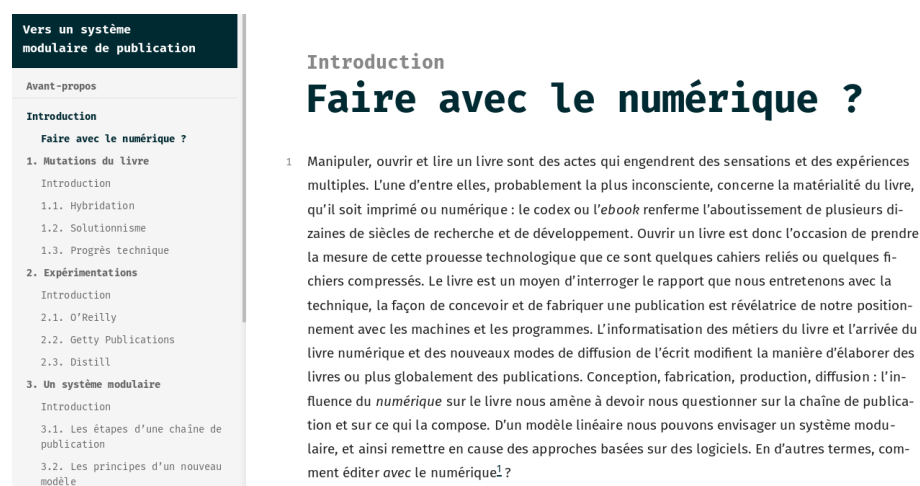 Vers un système
modulaire de publication
Avant-propos
Introduction
Faire avec le numérique ?
1. Mutations du livre
Introduction
1.1. Hybridation
1.2. Solutionnisme
1.3. Progrès technique
2. Expérimentations
Introduction
2.1. O’Reilly
2.2. Getty Publications
2.3. Distill
3. Un système modulaire
Introduction
3.1. Les étapes d’une chaîne de
publication
3.2. Les principes d’un nouveau
modèle
Introduction
Faire avec le numérique ?
1 Manipuler, ouvrir et lire un livre sont des actes qui engendrent des sensations et des expériences
multiples. L’une d’entre elles, probablement la plus inconsciente, concerne la matérialité du livre,
qu’il soit imprimé ou numérique : le codex ou l’ebook renferme l’aboutissement de plusieurs di-
zaines de siècles de recherche et de développement. Ouvrir un livre est donc l’occasion de prendre
la mesure de cette prouesse technologique que ce sont quelques cahiers reliés ou quelques fi-
chiers compressés. Le livre est un moyen d’interroger le rapport que nous entretenons avec la
technique, la façon de concevoir et de fabriquer une publication est révélatrice de notre position-
nement avec les machines et les programmes. L’informatisation des métiers du livre et l’arrivée du
livre numérique et des nouveaux modes de diffusion de l’écrit modifient la manière d’élaborer des
livres ou plus globalement des publications. Conception, fabrication, production, diffusion : l’in-
fluence du numérique sur le livre nous amène à devoir nous questionner sur la chaîne de publica-
tion et sur ce qui la compose. D’un modèle linéaire nous pouvons envisager un système modu-
laire, et ainsi remettre en cause des approches basées sur des logiciels. En d’autres termes, com-
ment éditer avec le numérique1 ?